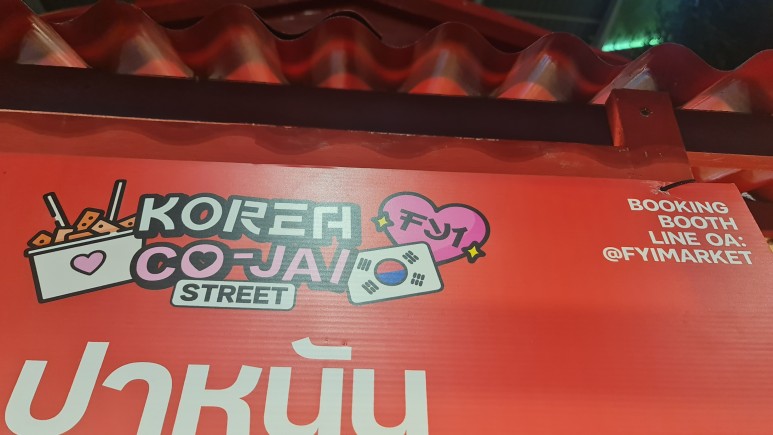 KOREA
CO-JAI
STREET
FYI
BOOKING
BOOTH
LINE OA:
@FYIMARKET
ปาหนัน